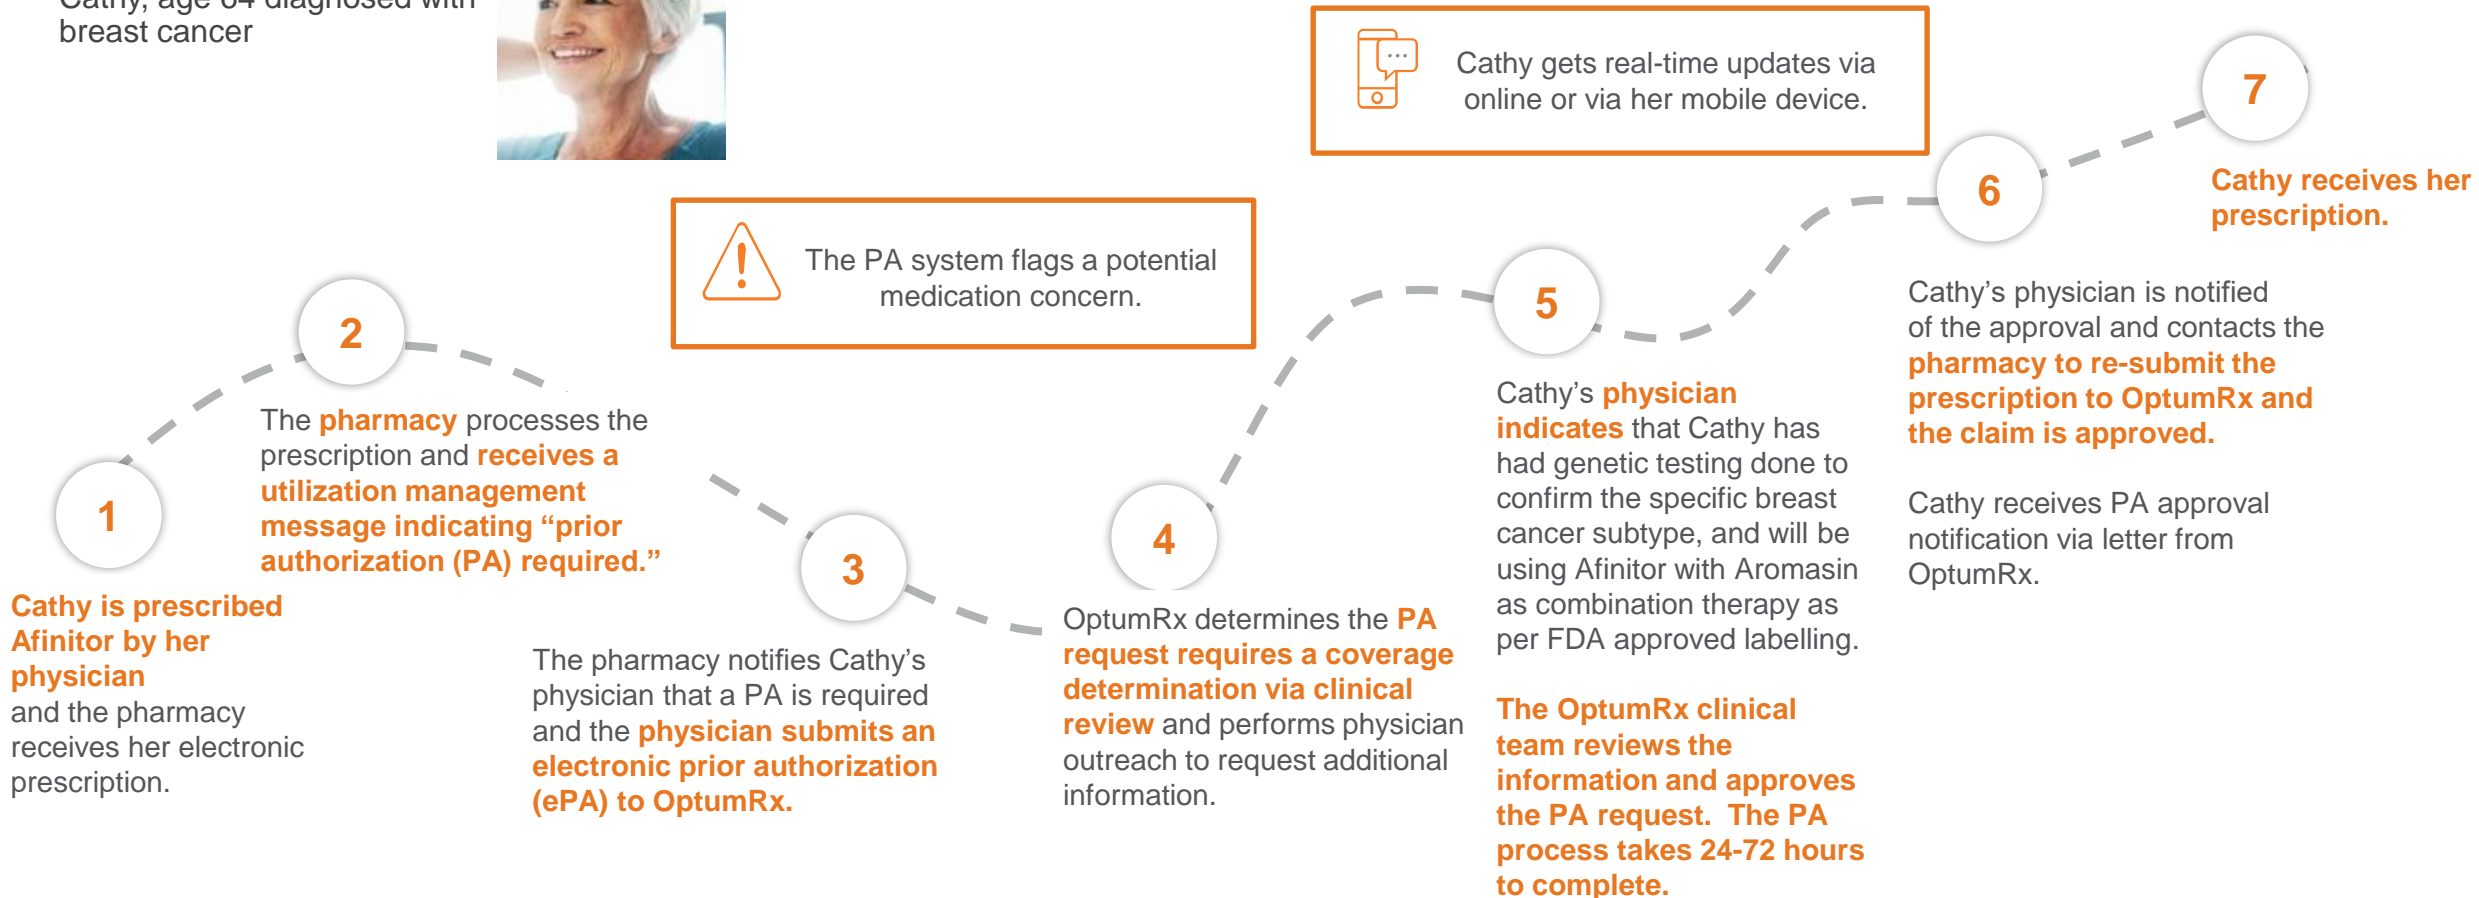 Cathy, age 64 diagnosed with
breast cancer
Cathy gets real-time updates via
online or via her mobile device.
The PA system flags a potential
medication concern.
1
Cathy is prescribed
Afinitor by her
physician
and the pharmacy
receives her electronic
prescription.
2
The pharmacy processes the
prescription and receives a
utilization management
message indicating “prior
authorization (PA) required.”
3
The pharmacy notifies Cathy’s
physician that a PA is required
and the physician submits an
electronic prior authorization
(ePA) to OptumRx.
4
OptumRx determines the PA
request requires a coverage
determination via clinical
review and performs physician
outreach to request additional
information.
5
Cathy’s physician
indicates that Cathy has
had genetic testing done to
confirm the specific breast
cancer subtype, and will be
using Afinitor with Aromasin
as combination therapy as
per FDA approved labelling.
The OptumRx clinical
team reviews the
information and approves
the PA request.  The PA
process takes 24-72 hours
to complete.
6
Cathy’s physician is notified
of the approval and contacts the
pharmacy to re-submit the
prescription to OptumRx and
the claim is approved.
Cathy receives PA approval
notification via letter from
OptumRx.
7
Cathy receives her
prescription.